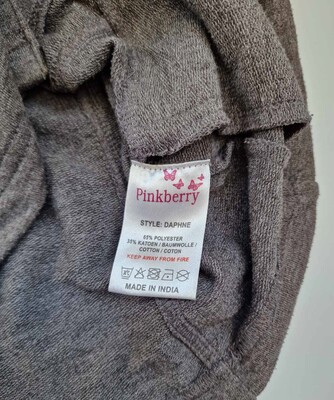 Pinkberry
STYLE: DAPHNE
65% POLYESTER
35% KATOEN / BAUMWOLLE /
COTTON / COTON
KEEP AWAY FROM FIRE
MADE IN INDIA